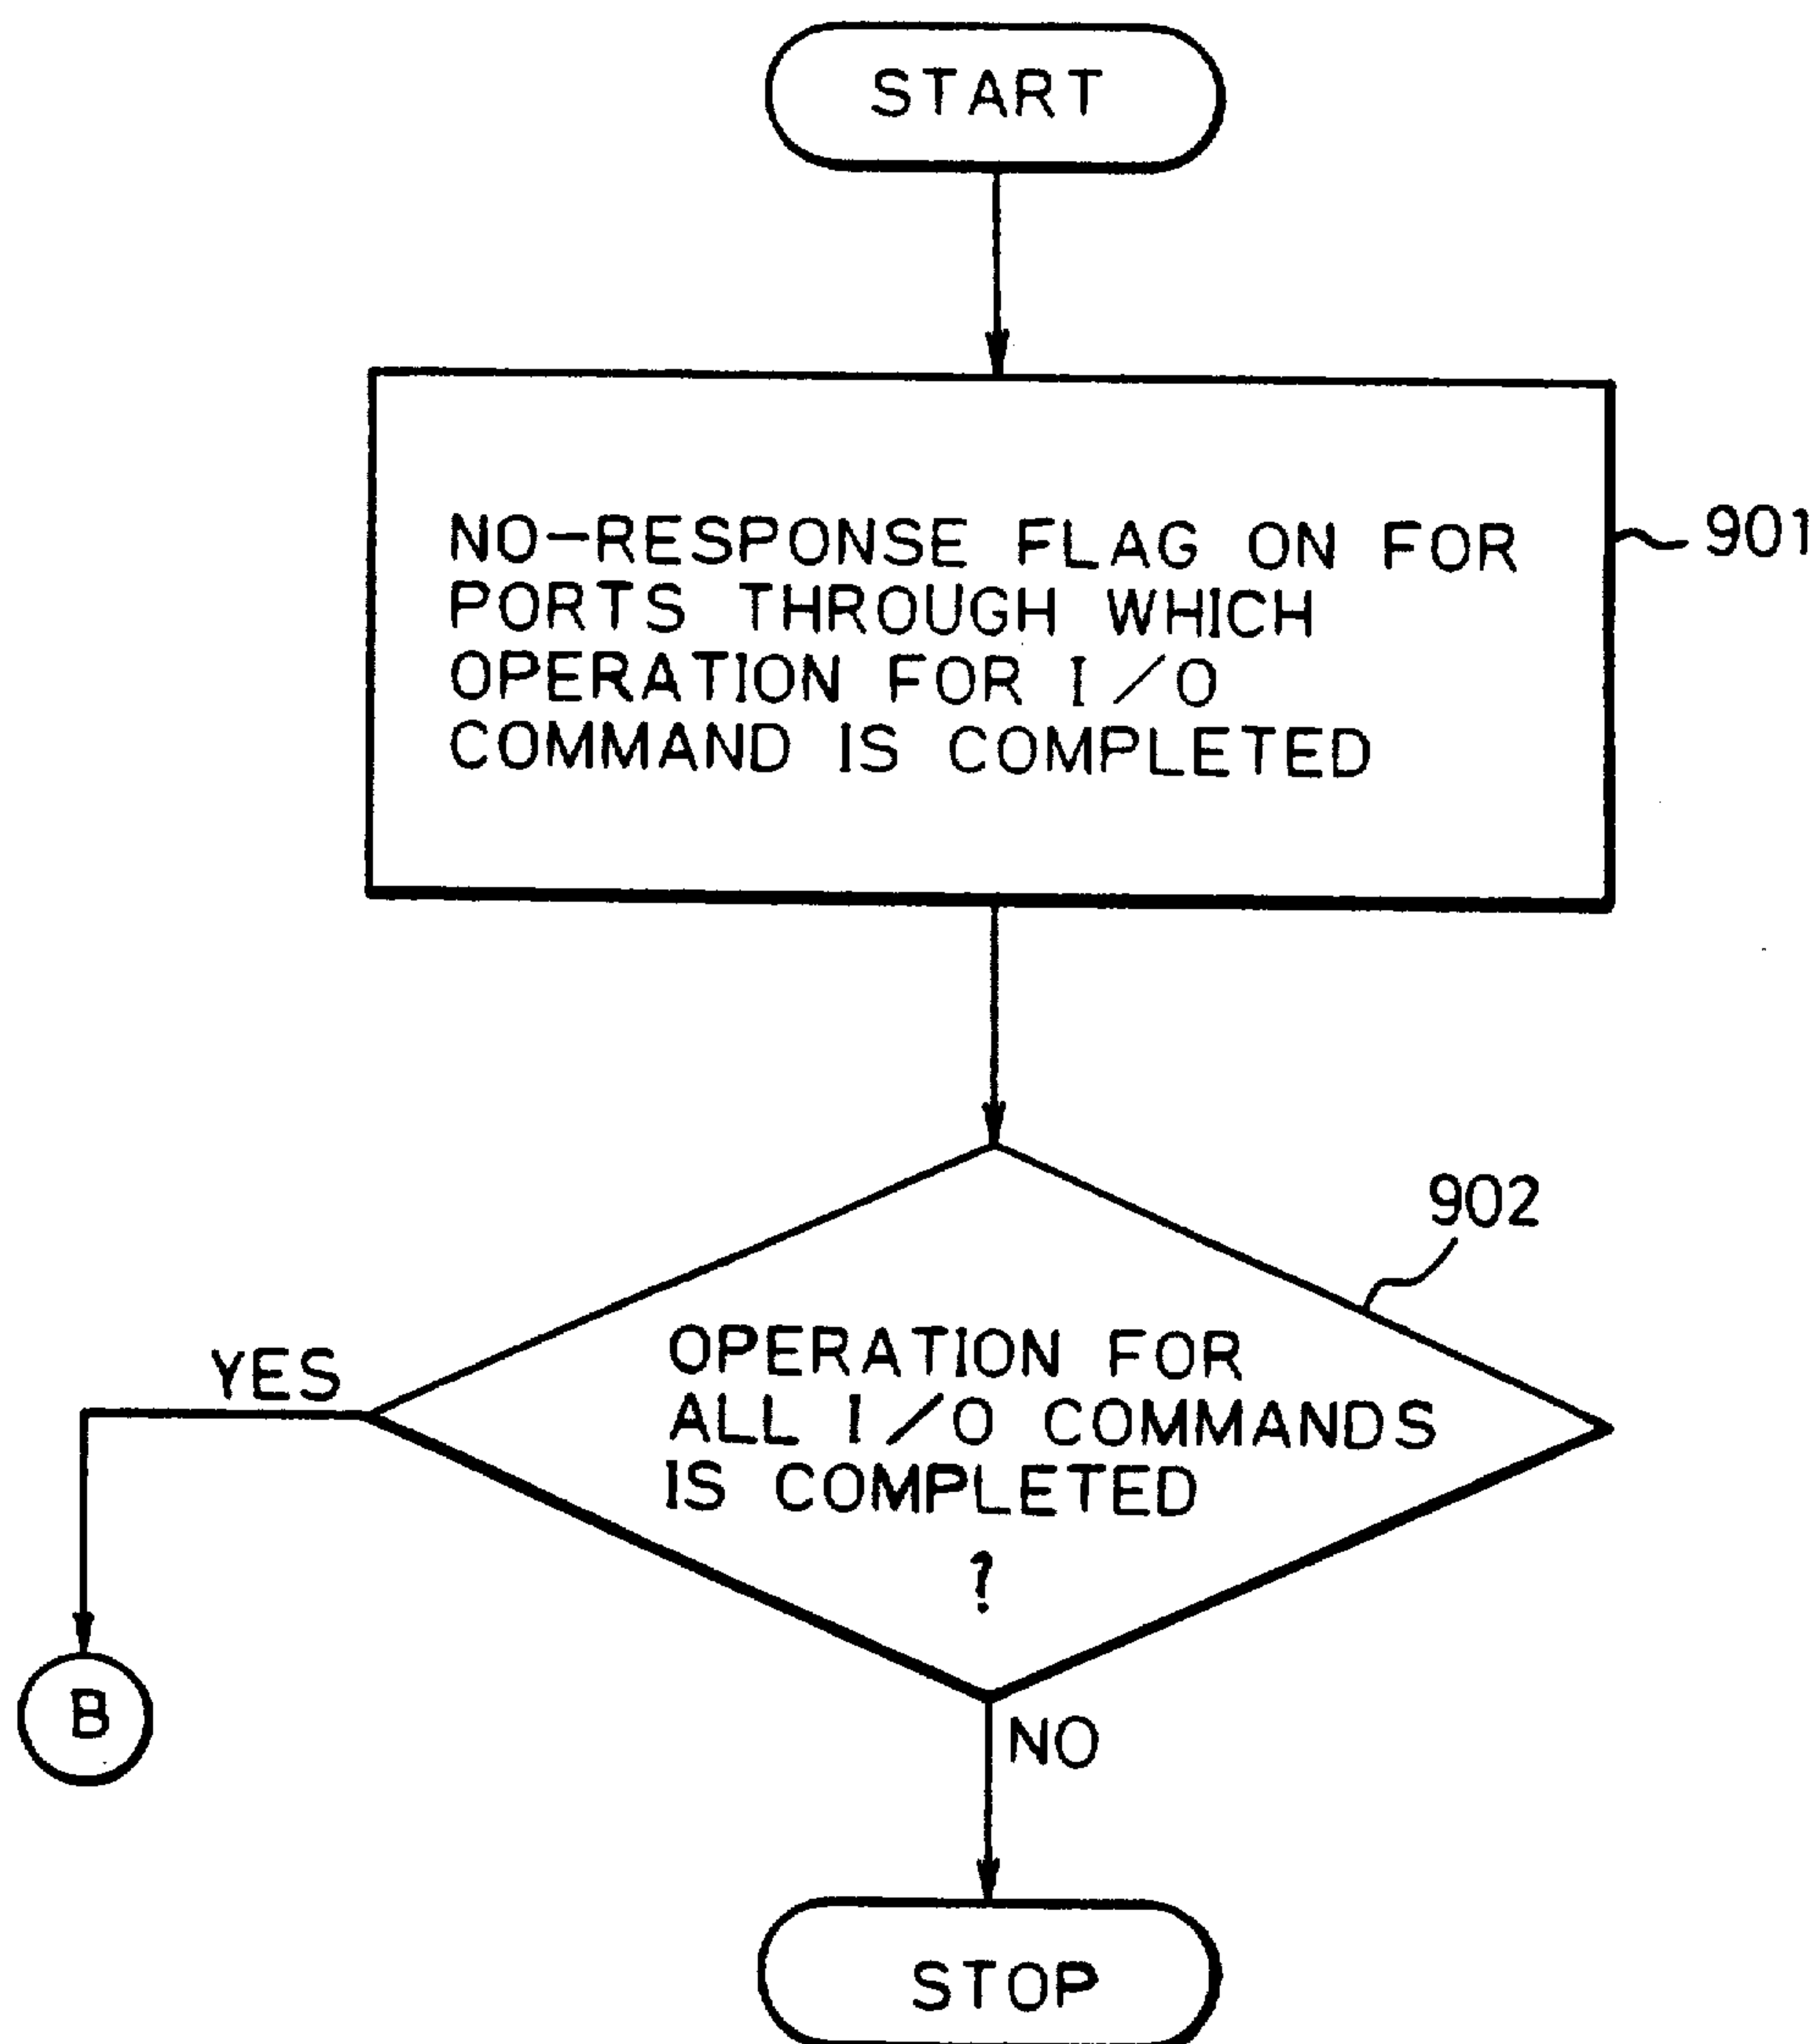 START
NO-RESPONSE FLAG ON FOR
PORTS THROUGH WHICH
OPERATION FOR I/O
COMMAND IS COMPLETED
901
902
OPERATION FOR
ALL I/O COMMANDS
IS COMPLETED
?
YES
B
NO
STOP